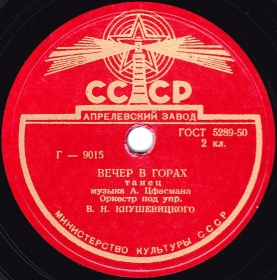 СССР
АПРЕЛЕВСКИЙ ЗАВОД
ГОСТ 5289-50
2 кл.
Г — 9015
ВЕЧЕР В ГОРАХ
танец
музыка А. Цфасмана
Оркестр под упр.
В. Н. КНУШЕВИЦКОГО
МИНИСТЕРСТВО КУЛЬТУРЫ СССР